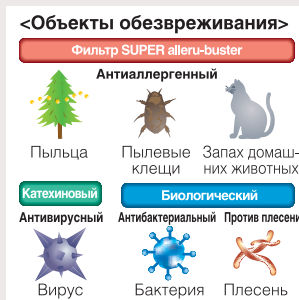 <Объекты обезвреживания>
Фильтр SUPER alleru-buster
Антиаллергенный
Пыльца
Пылевые
клещи
Запах домаш-
них животных
Катехиновый
Биологический
Антивирусный
Антибактериальный
Против плесени
Вирус
Бактерия
Плесень